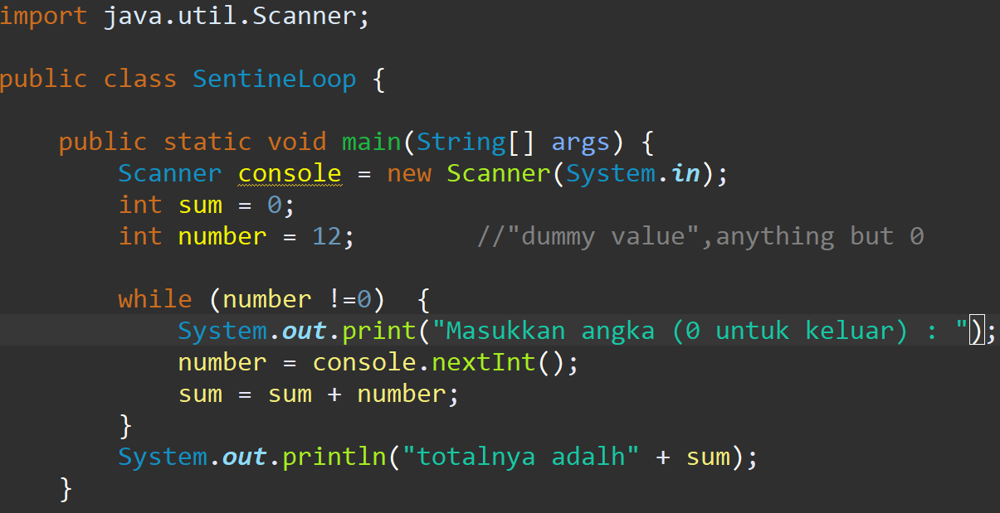 import java.util.Scanner;
public class SentineLoop {
public static void main(String[] args) {
Scanner console = new Scanner(System.in);
int sum = 0;
int number = 12; //"dummy value",anything but 0
while (number !=0) {
System.out.print("Masukkan angka (0 untuk keluar) : ");
number = console.nextInt();
sum = sum + number;
}
System.out.println("totalnya adalh" + sum);
}